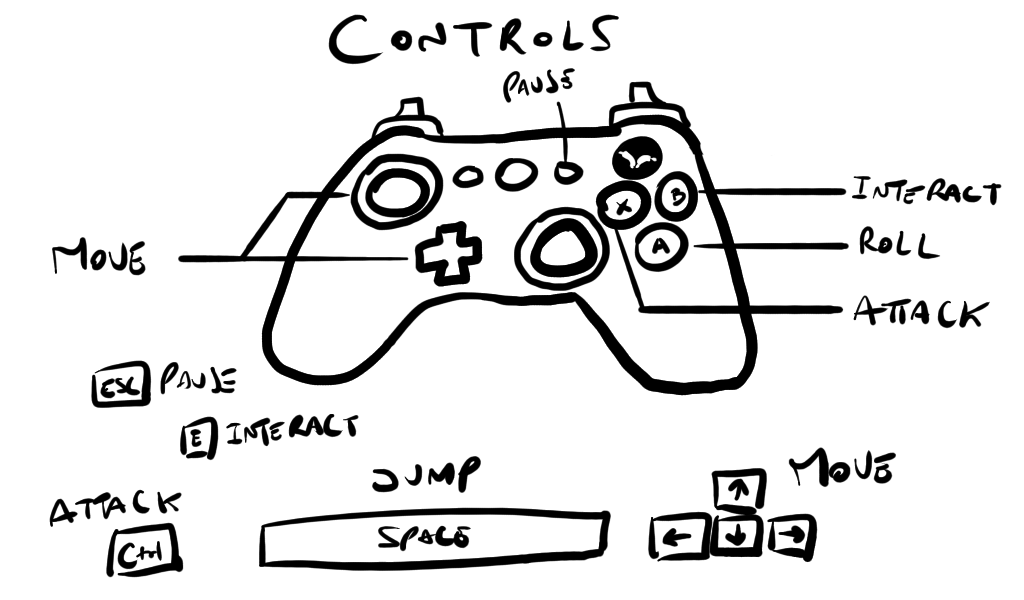 CONTROLS
PAUSE
X
B
A
INTERACT
ROLL
MOVE
ATTACK
ESC PAUSE
E INTERACT
MOVE
JUMP
ATTACK
SPACE
Ctrl